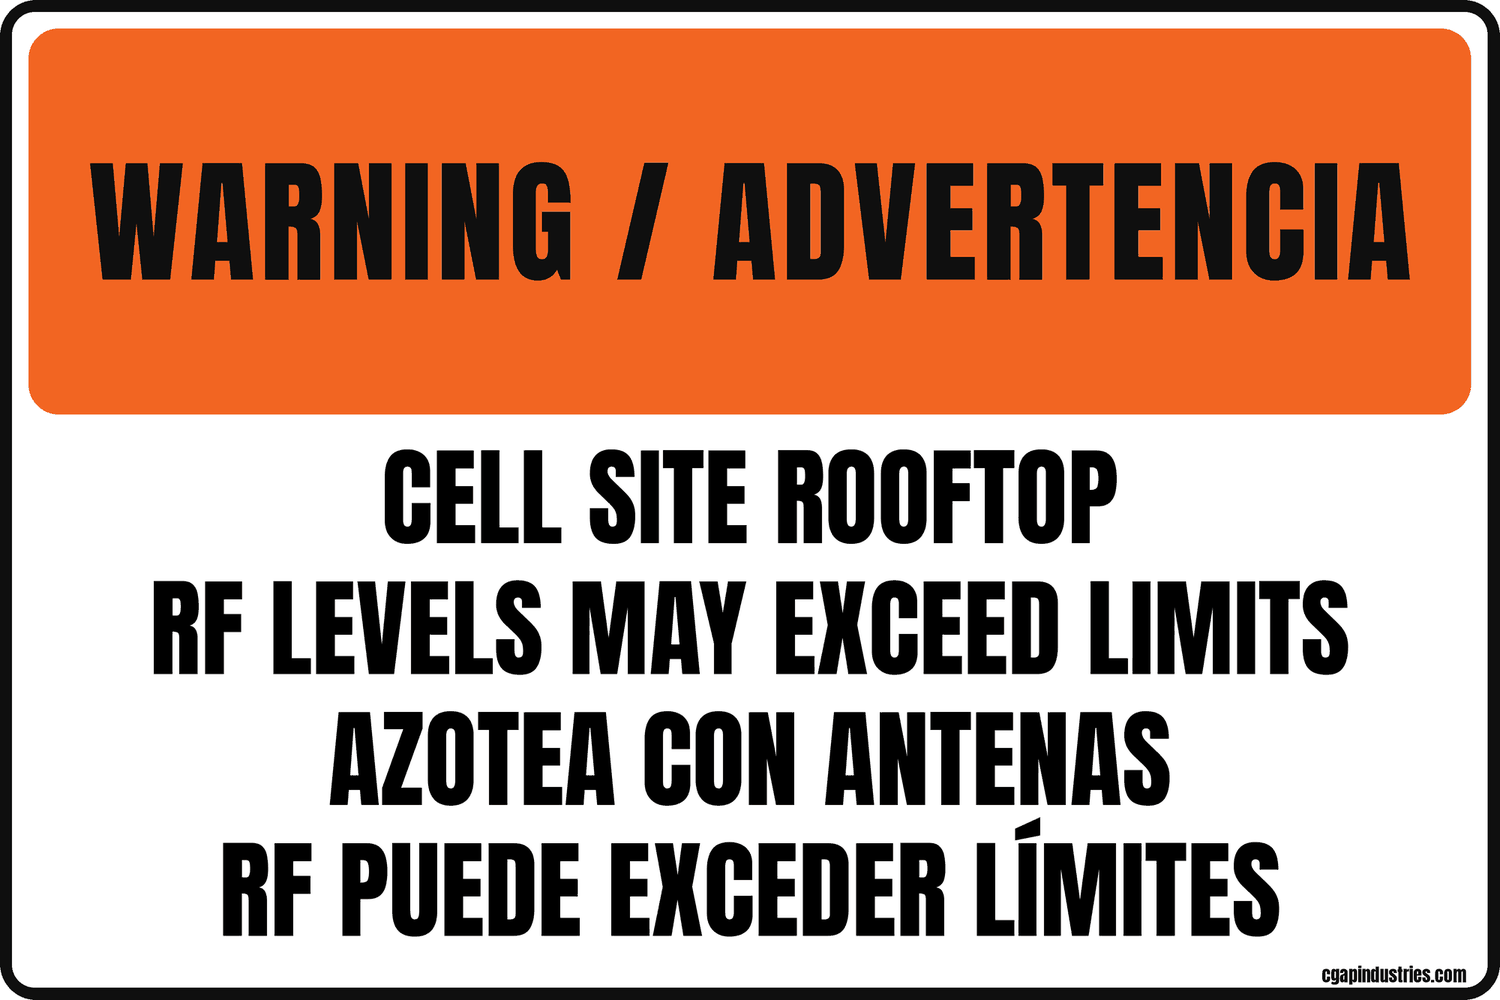 WARNING / ADVERTENCIA
CELL SITE ROOFTOP
RF LEVELS MAY EXCEED LIMITS
AZOTEA CON ANTENAS
RF PUEDE EXCEDER LÍMITES
cgapindustries.com